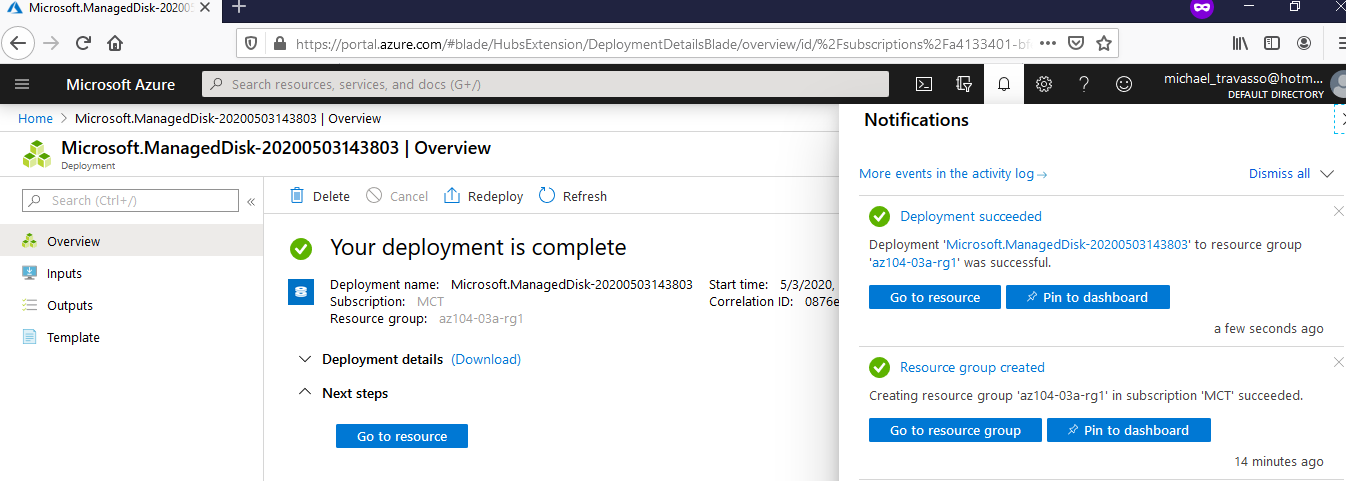 Microsoft.ManagedDisk-20200503
https://portal.azure.com/#blade/HubsExtension/DeploymentDetailsBlade/overview/id/%2Fsubscriptions%2Fa4133401-bf
Microsoft Azure
Search resources, services, and docs (G+/)
michael_travasso@hotm...
DEFAULT DIRECTORY
Home > Microsoft.ManagedDisk-20200503143803 | Overview
Microsoft.ManagedDisk-20200503143803 | Overview
Deployment
Search (Ctrl+/)
«
Overview
Inputs
Outputs
Template
Delete
Cancel
Redeploy
Refresh
Your deployment is complete
Deployment name: Microsoft.ManagedDisk-20200503143803
Subscription: MCT
Resource group: az104-03a-rg1
Start time: 5/3/2020,
Correlation ID: 0876e
Deployment details (Download)
Next steps
Go to resource
Notifications
More events in the activity log→
Dismiss all
Deployment succeeded
Deployment 'Microsoft.ManagedDisk-20200503143803' to resource group
'az104-03a-rg1' was successful.
Go to resource
Pin to dashboard
a few seconds ago
Resource group created
Creating resource group 'az104-03a-rg1' in subscription 'MCT' succeeded.
Go to resource group
Pin to dashboard
14 minutes ago